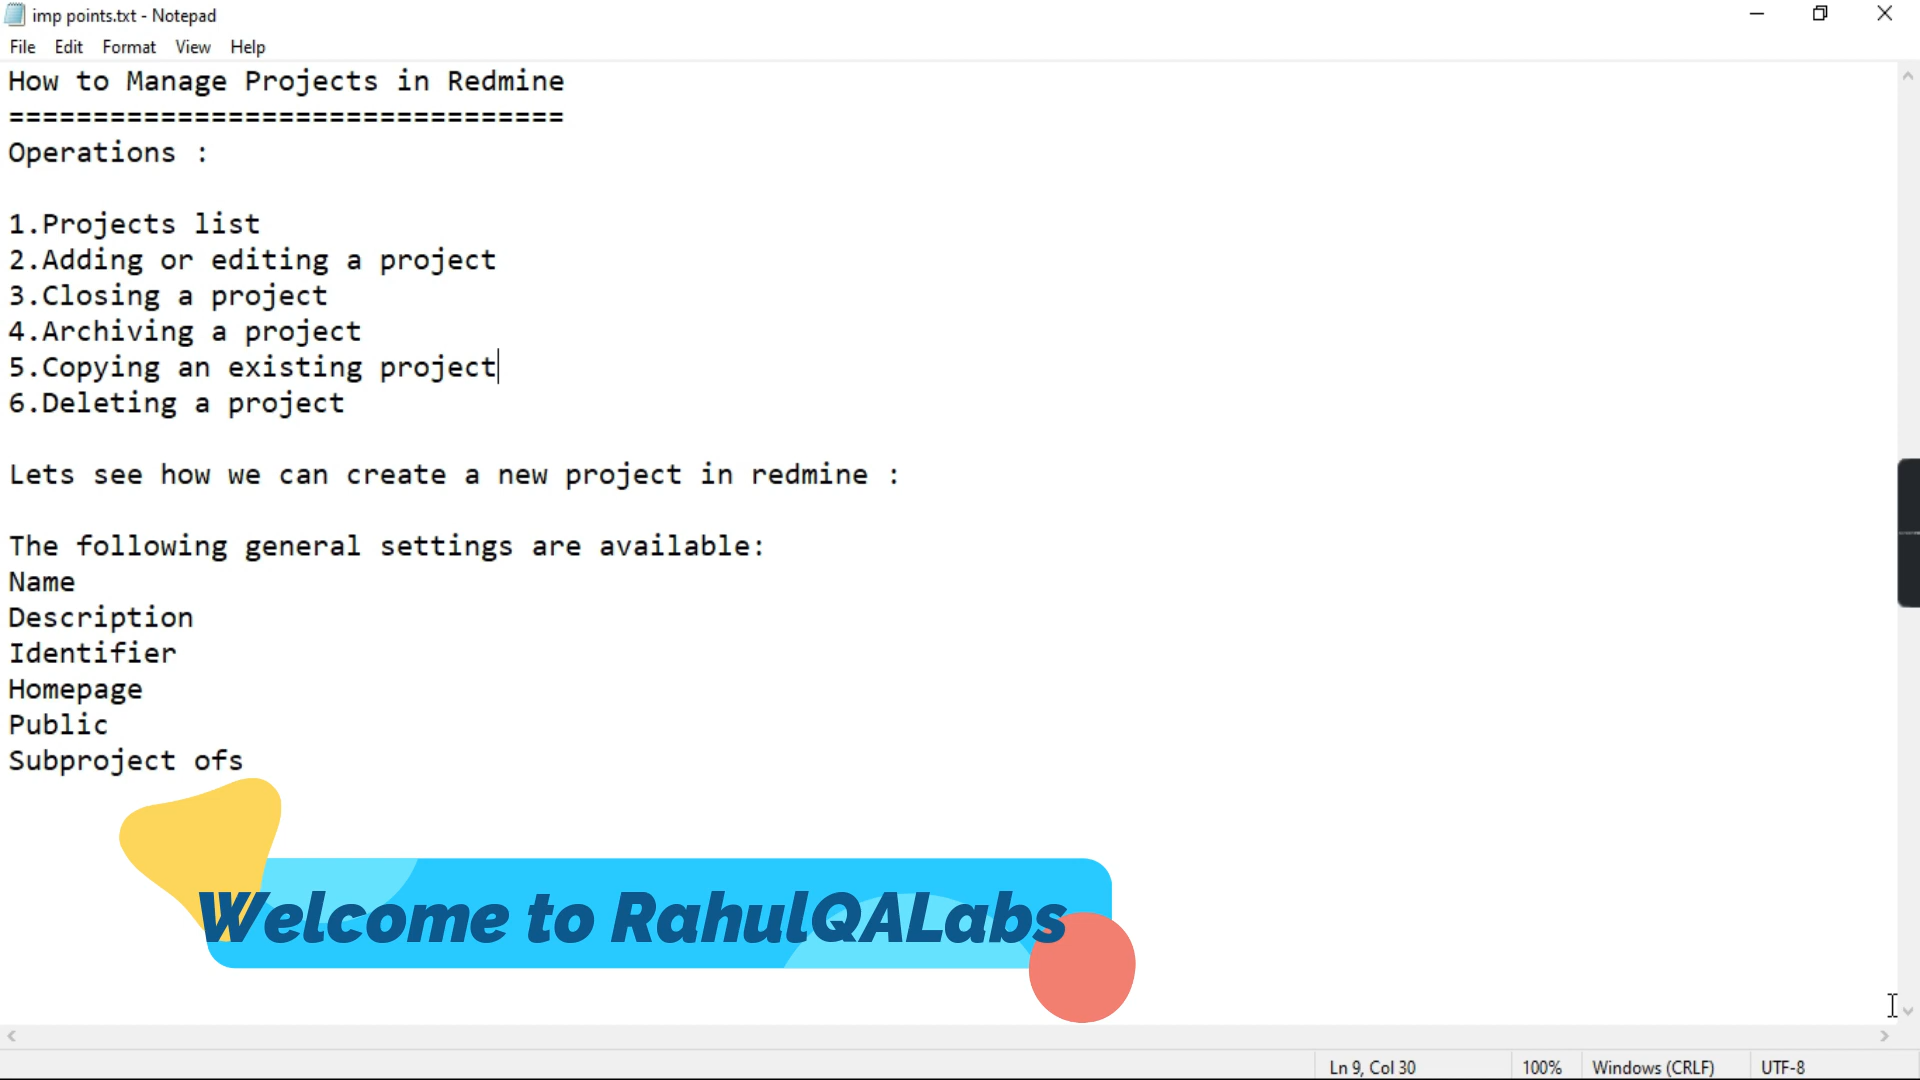 imp points.txt - Notepad
File Edit Format View Help
How to Manage Projects in Redmine
=================================
Operations :
1.Projects list
2.Adding or editing a project
3.Closing a project
4.Archiving a project
5.Copying an existing project
6.Deleting a project
Lets see how we can create a new project in redmine :
The following general settings are available:
Name
Description
Identifier
Homepage
Public
Subproject ofs
Welcome to RahulQALabs
Ln 9, Col 30 100% Windows (CRLF) UTF-8